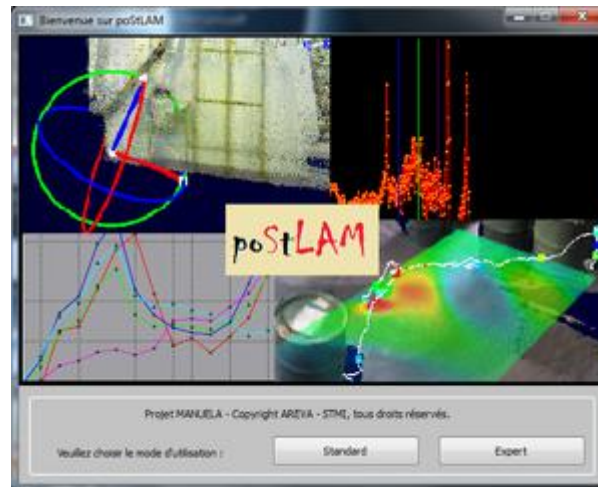 Bienvenue sur poStLAM
poStLAM
Projet MANUELA - Copyright AREVA - STMI, tous droits réservés.
Veuillez choisir le mode d'utilisation :
Standard
Expert